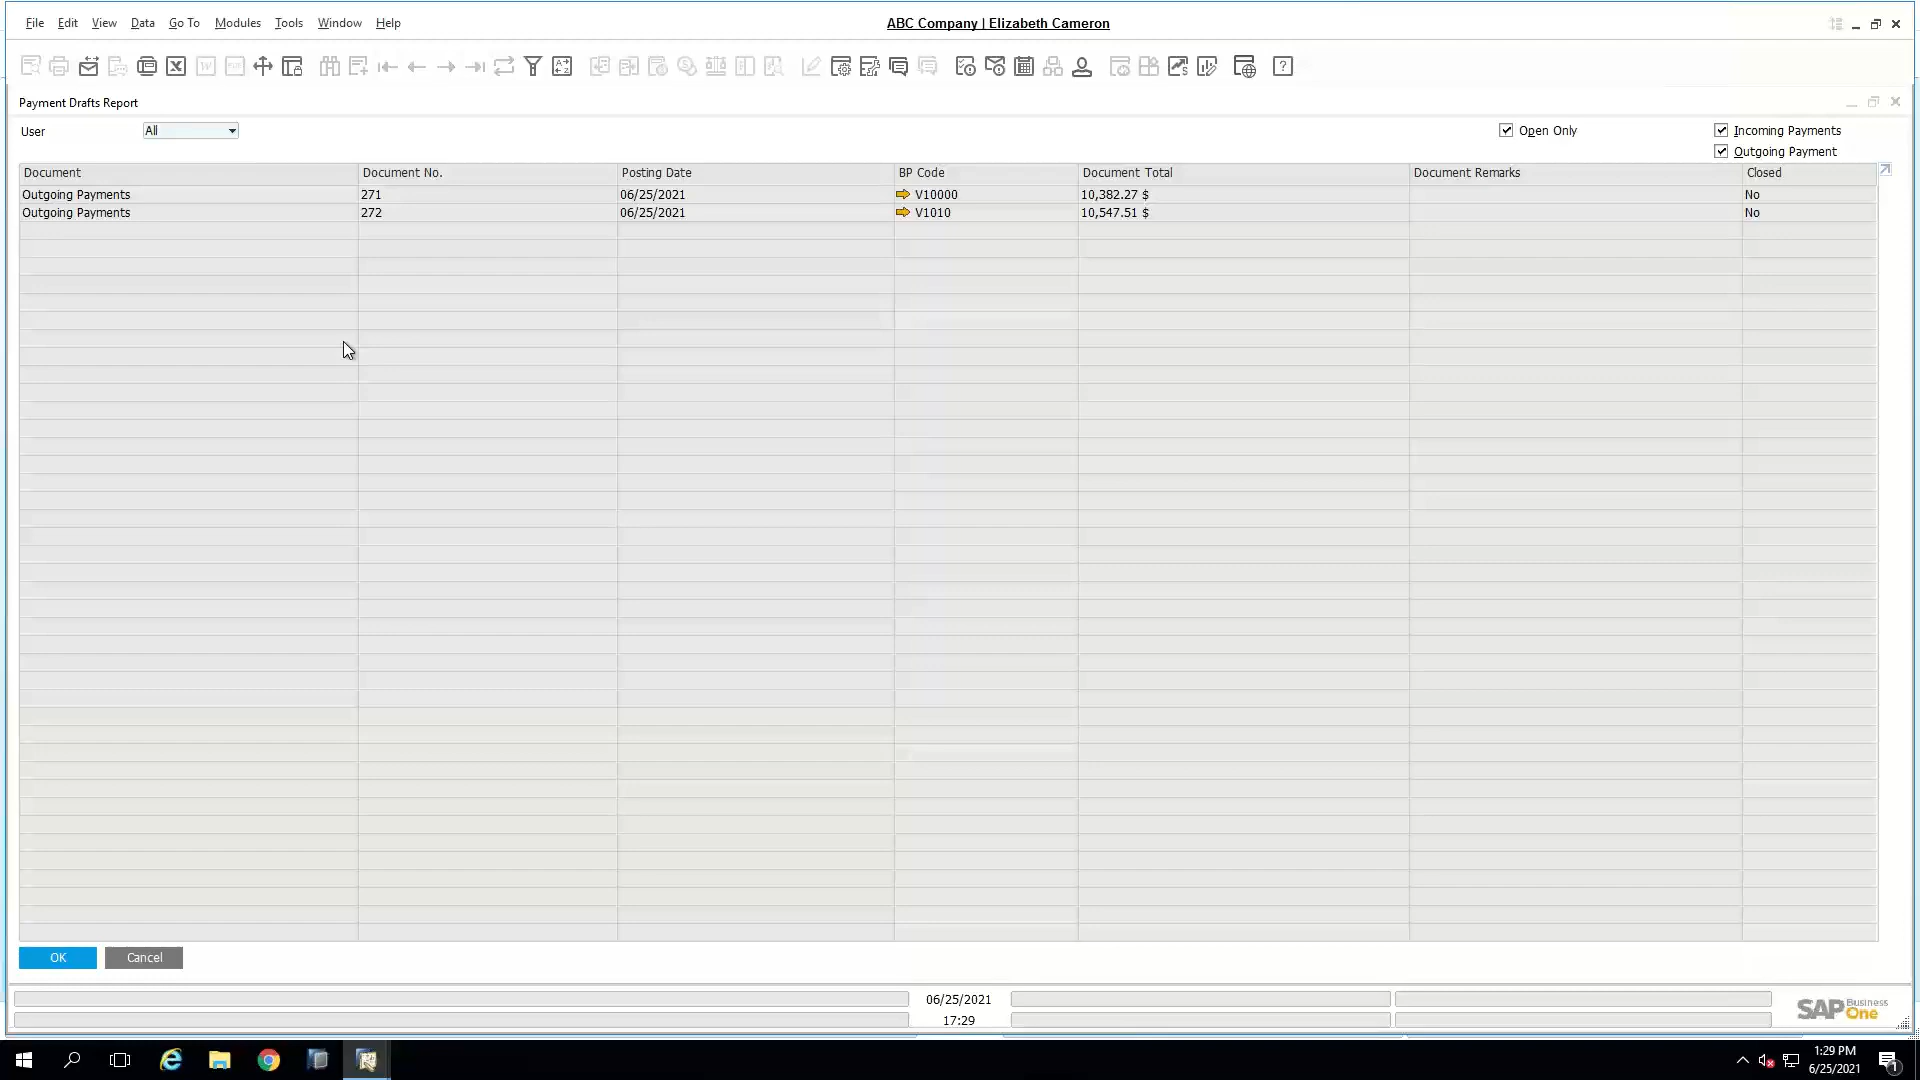 File Edit View Data Go To Modules Tools Window Help
ABC Company | Elizabeth Cameron
Payment Drafts Report
User All
Open Only
Incoming Payments
Outgoing Payment
Document Document No. Posting Date BP Code Document Total Document Remarks Closed
Outgoing Payments 271 06/25/2021 V10000 10,382.27 $ No
Outgoing Payments 272 06/25/2021 V1010 10,547.51 $ No
OK Cancel
06/25/2021
17:29
SAP Business One
1:29 PM
6/25/2021
1